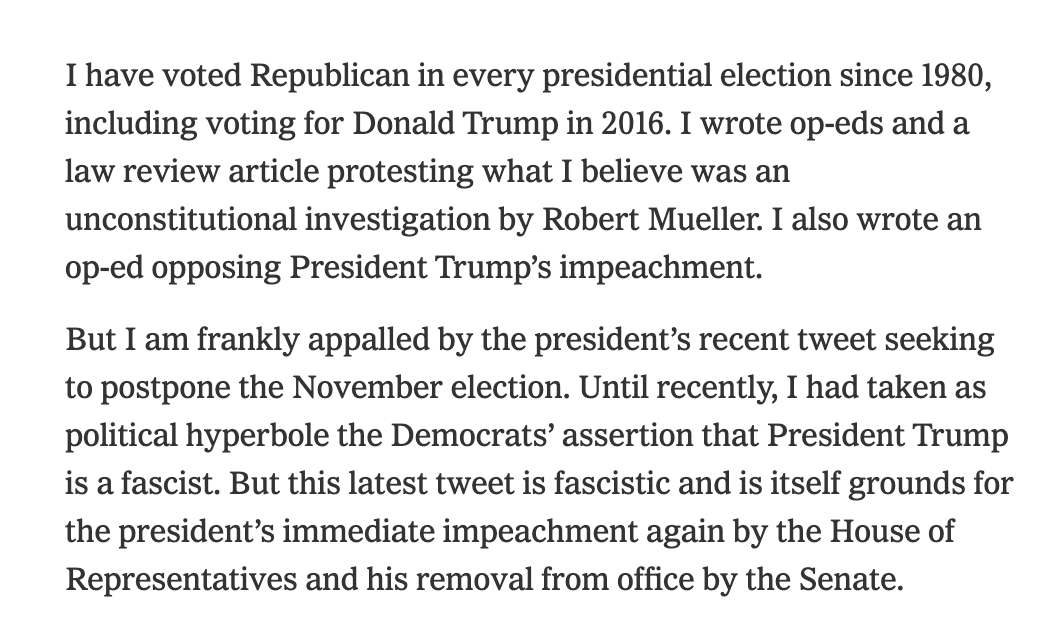 I have voted Republican in every presidential election since 1980,
including voting for Donald Trump in 2016. I wrote op-eds and a
law review article protesting what I believe was an
unconstitutional investigation by Robert Mueller. I also wrote an
op-ed opposing President Trump’s impeachment.
But I am frankly appalled by the president’s recent tweet seeking
to postpone the November election. Until recently, I had taken as
political hyperbole the Democrats’ assertion that President Trump
is a fascist. But this latest tweet is fascistic and is itself grounds for
the president’s immediate impeachment again by the House of
Representatives and his removal from office by the Senate.